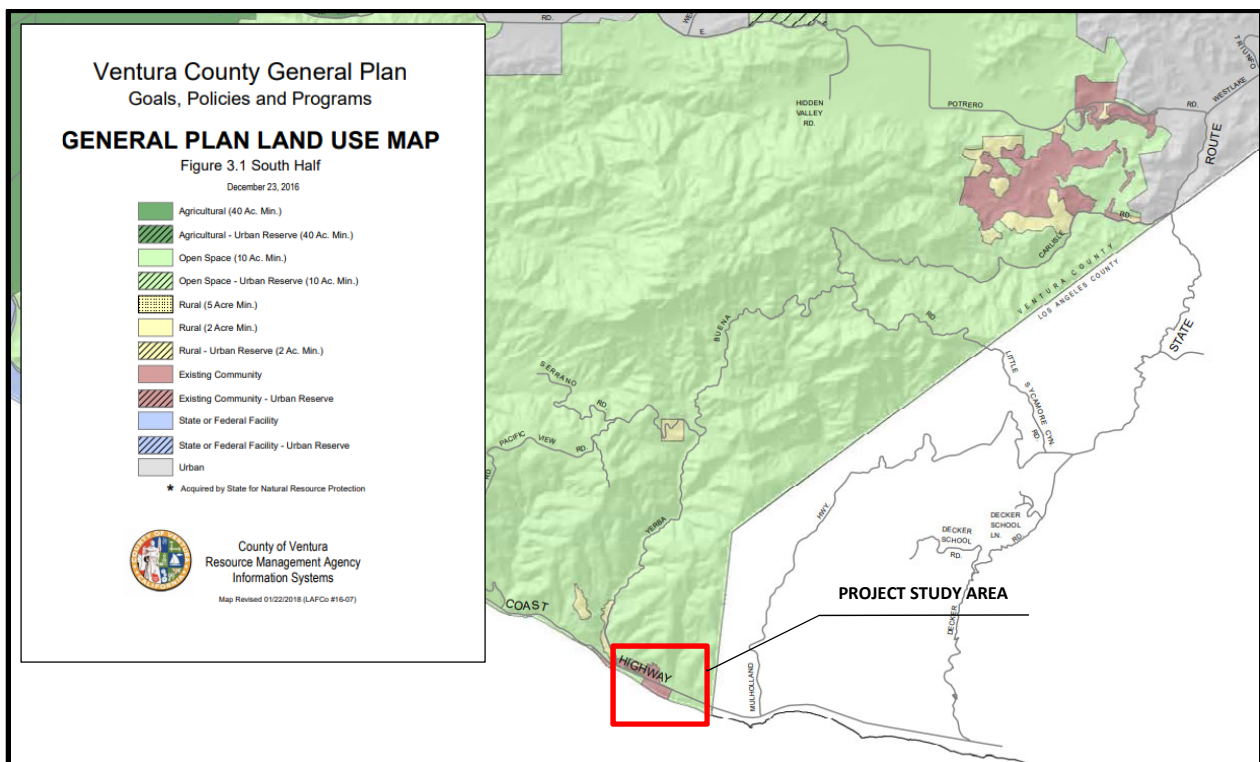 Ventura County General Plan
Goals, Policies and Programs
GENERAL PLAN LAND USE MAP
Figure 3.1 South Half
December 23, 2016
Agricultural (40 Ac. Min.)
Agricultural - Urban Reserve (40 Ac. Min.)
Open Space (10 Ac. Min.)
Open Space - Urban Reserve (10 Ac. Min.)
Rural (5 Acre Min.)
Rural (2 Acre Min.)
Rural - Urban Reserve (2 Ac. Min.)
Existing Community
Existing Community - Urban Reserve
State or Federal Facility
State or Federal Facility - Urban Reserve
Urban
* Acquired by State for Natural Resource Protection
County of Ventura
Resource Management Agency
Information Systems
Map Revised 01/22/2018 (LAFCo #16-07)
RD.
E.
TRIUNFO
HIDDEN
VALLEY
RD.
POTRERO
RD.
WESTLAKE
ROUTE
CARLISLE
RD.
VENTURA COUNTY
LOS ANGELES COUNTY
STATE
BUENA
RD.
LITTLE
SYCAMORE CYN.
RD.
SERRANO
RD
PACIFIC VIEW
RD.
RD.
YERBA
HWY.
DECKER
SCHOOL
LN.
DECKER
SCHOOL
RD.
RD
PROJECT STUDY AREA
DECKER
COAST
HIGHWAY
MULHOLLAND